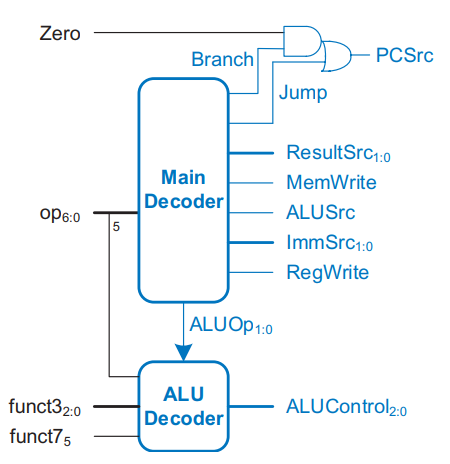 Zero
Branch
PCSrc
Jump
Main
Decoder
ResultSrc1:0
MemWrite
ALUSrc
ImmSrc1:0
RegWrite
op6:0
5
ALUOp1:0
ALU
Decoder
funct32:0
funct75
ALUControl2:0